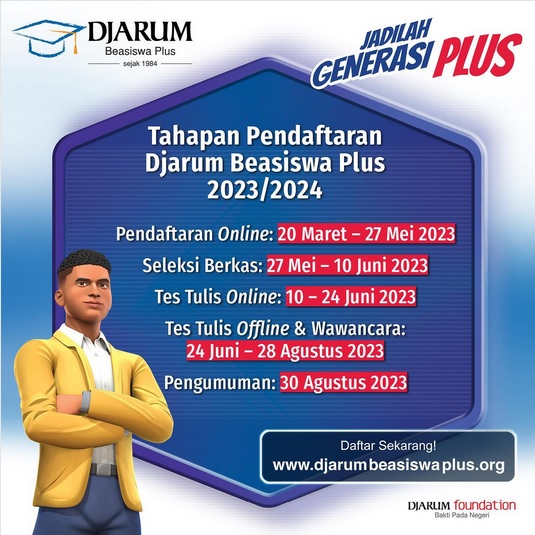 DJARUM
Beasiswa Plus
sejak 1984
JADILAH
GENERASI PLUS
Tahapan Pendaftaran
Djarum Beasiswa Plus
2023/2024
Pendaftaran Online: 20 Maret – 27 Mei 2023
Seleksi Berkas: 27 Mei – 10 Juni 2023
Tes Tulis Online: 10 – 24 Juni 2023
Tes Tulis Offline & Wawancara:
24 Juni – 28 Agustus 2023
Pengumuman: 30 Agustus 2023
Daftar Sekarang!
www.djarumbeasiswaplus.org
DJARUM foundation
Bakti Pada Negeri